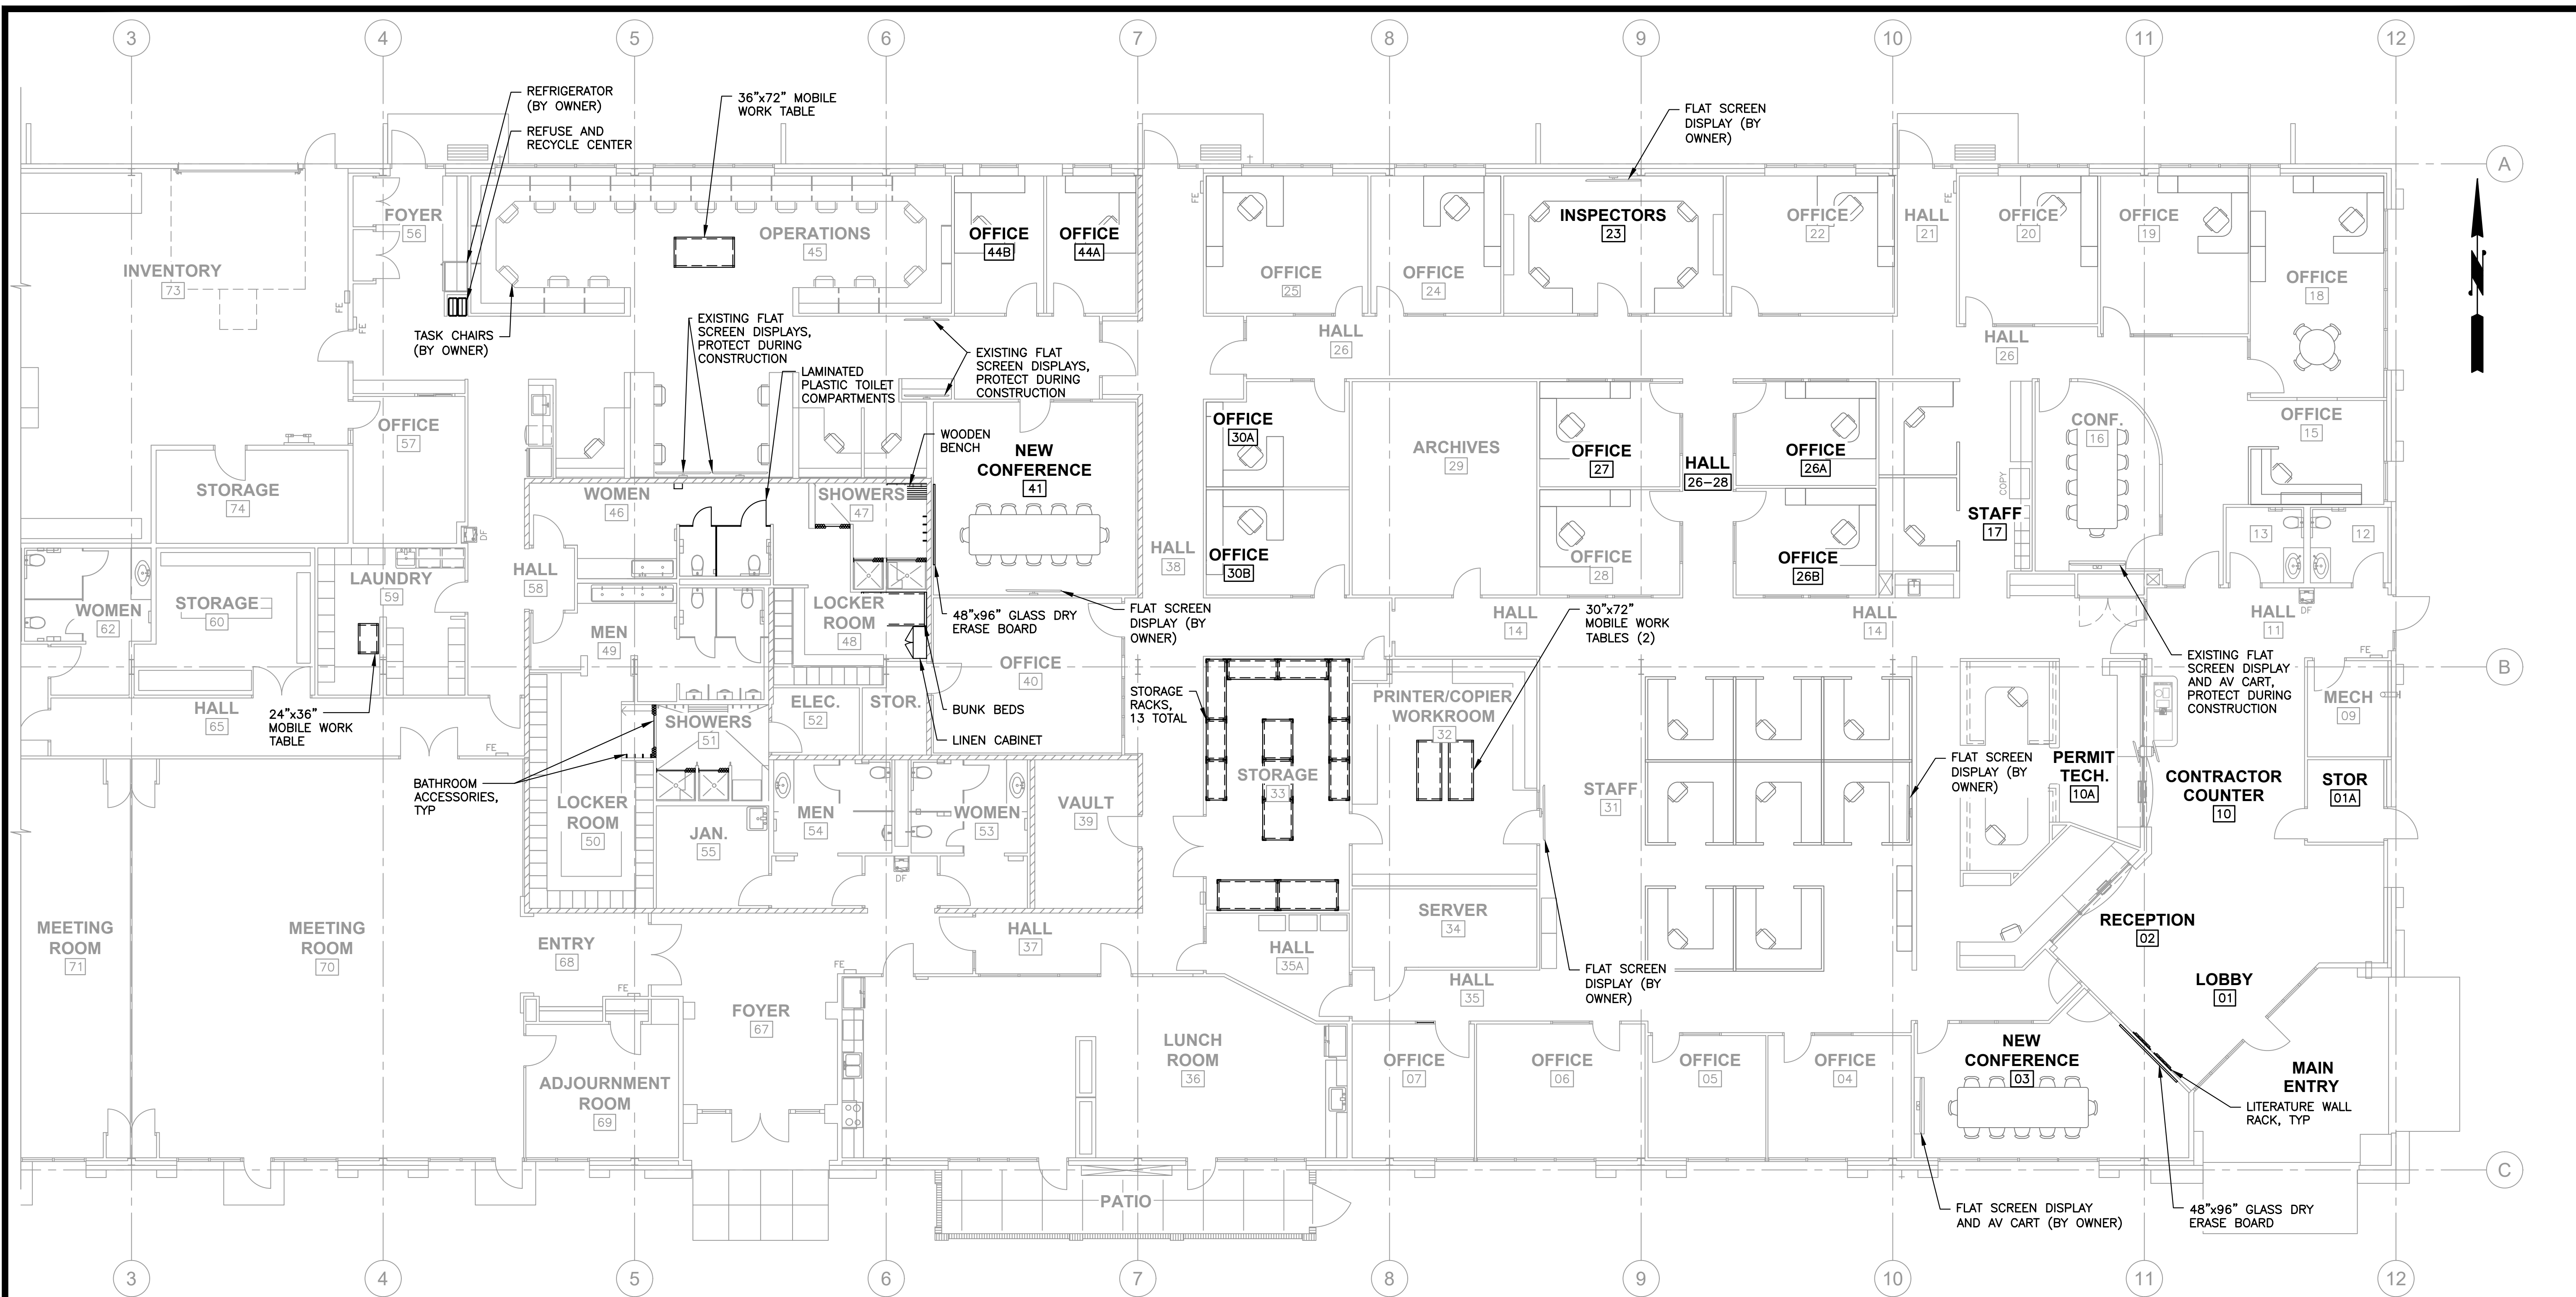 3 4 5 6 7 8 9 10 11 12
REFRIGERATOR
(BY OWNER)
REFUSE AND
RECYCLE CENTER
36"x72" MOBILE
WORK TABLE
FLAT SCREEN
DISPLAY (BY
OWNER)
A
N
FOYER
56
INVENTORY
73
OPERATIONS
45
OFFICE
44B
OFFICE
44A
FE
OFFICE
25
OFFICE
24
INSPECTORS
23
OFFICE
22
HALL
21
FE
OFFICE
20
OFFICE
19
OFFICE
18
FE
FE
TASK CHAIRS
(BY OWNER)
EXISTING FLAT
SCREEN DISPLAYS,
PROTECT DURING
CONSTRUCTION
EXISTING FLAT
SCREEN DISPLAYS,
PROTECT DURING
CONSTRUCTION
LAMINATED
PLASTIC TOILET
COMPARTMENTS
HALL
26
HALL
26
OFFICE
57
STORAGE
74
WOODEN
BENCH
NEW
CONFERENCE
41
OFFICE
30A
ARCHIVES
29
OFFICE
27
HALL
26-28
OFFICE
26A
CONF.
16
OFFICE
15
COPY
STAFF
17
WOMEN
46
SHOWERS
47
DF
HALL
58
HALL
38
OFFICE
30B
OFFICE
28
OFFICE
26B
13
12
LAUNDRY
59
STORAGE
60
WOMEN
62
MEN
49
LOCKER
ROOM
48
48"x96" GLASS DRY
ERASE BOARD
FLAT SCREEN
DISPLAY (BY
OWNER)
30"x72"
MOBILE WORK
TABLES (2)
HALL
14
HALL
14
HALL
11
DF
EXISTING FLAT
SCREEN DISPLAY
AND AV CART,
PROTECT DURING
CONSTRUCTION
FE
B
OFFICE
40
STORAGE
RACKS,
13 TOTAL
PRINTER/COPIER
WORKROOM
32
MECH
09
HALL
65
24"x36"
MOBILE WORK
TABLE
FE
SHOWERS
51
ELEC.
52
STOR.
BUNK BEDS
LINEN CABINET
BATHROOM
ACCESSORIES,
TYP
STORAGE
33
STAFF
31
FLAT SCREEN
DISPLAY (BY
OWNER)
PERMIT
TECH.
10A
CONTRACTOR
COUNTER
10
STOR
01A
LOCKER
ROOM
50
JAN.
55
MEN
54
WOMEN
53
VAULT
39
DF
MEETING
ROOM
71
MEETING
ROOM
70
ENTRY
68
HALL
37
HALL
35A
SERVER
34
HALL
35
FLAT SCREEN
DISPLAY (BY
OWNER)
RECEPTION
02
LOBBY
01
FE
FE
FOYER
67
LUNCH
ROOM
36
OFFICE
07
OFFICE
06
OFFICE
05
OFFICE
04
NEW
CONFERENCE
03
MAIN
ENTRY
LITERATURE WALL
RACK, TYP
ADJOURNMENT
ROOM
69
C
PATIO
FLAT SCREEN DISPLAY
AND AV CART (BY OWNER)
48"x96" GLASS DRY
ERASE BOARD
3 4 5 6 7 8 9 10 11 12